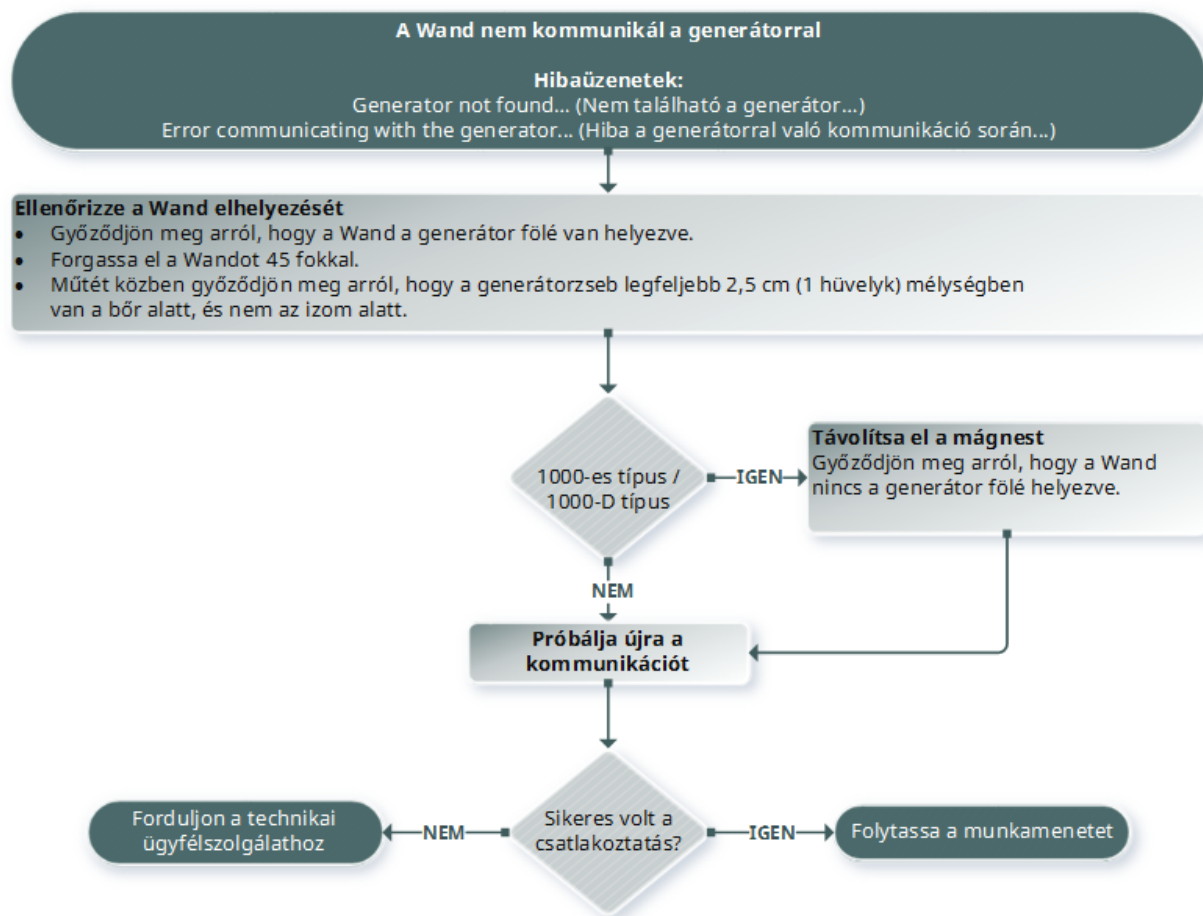 A Wand nem kommunikál a generátorral
Hibaüzenetek:
Generator not found... (Nem található a generátor...)
Error communicating with the generator... (Hiba a generátorral való kommunikáció során...)
Ellenőrizze a Wand elhelyezését
• Győződjön meg arról, hogy a Wand a generátor fölé van helyezve.
• Forgassa el a Wandot 45 fokkal.
• Műtét közben győződjön meg arról, hogy a generátorzseb legfeljebb 2,5 cm (1 hüvelyk) mélységben
van a bőr alatt, és nem az izom alatt.
1000-es típus /
1000-D típus
IGEN
Távolítsa el a mágnest
Győződjön meg arról, hogy a Wand
nincs a generátor fölé helyezve.
NEM
Próbálja újra a
kommunikációt
Sikeres volt a
csatlakoztatás?
NEM
Forduljon a technikai
ügyfélszolgálathoz
IGEN
Folytassa a munkamenetet